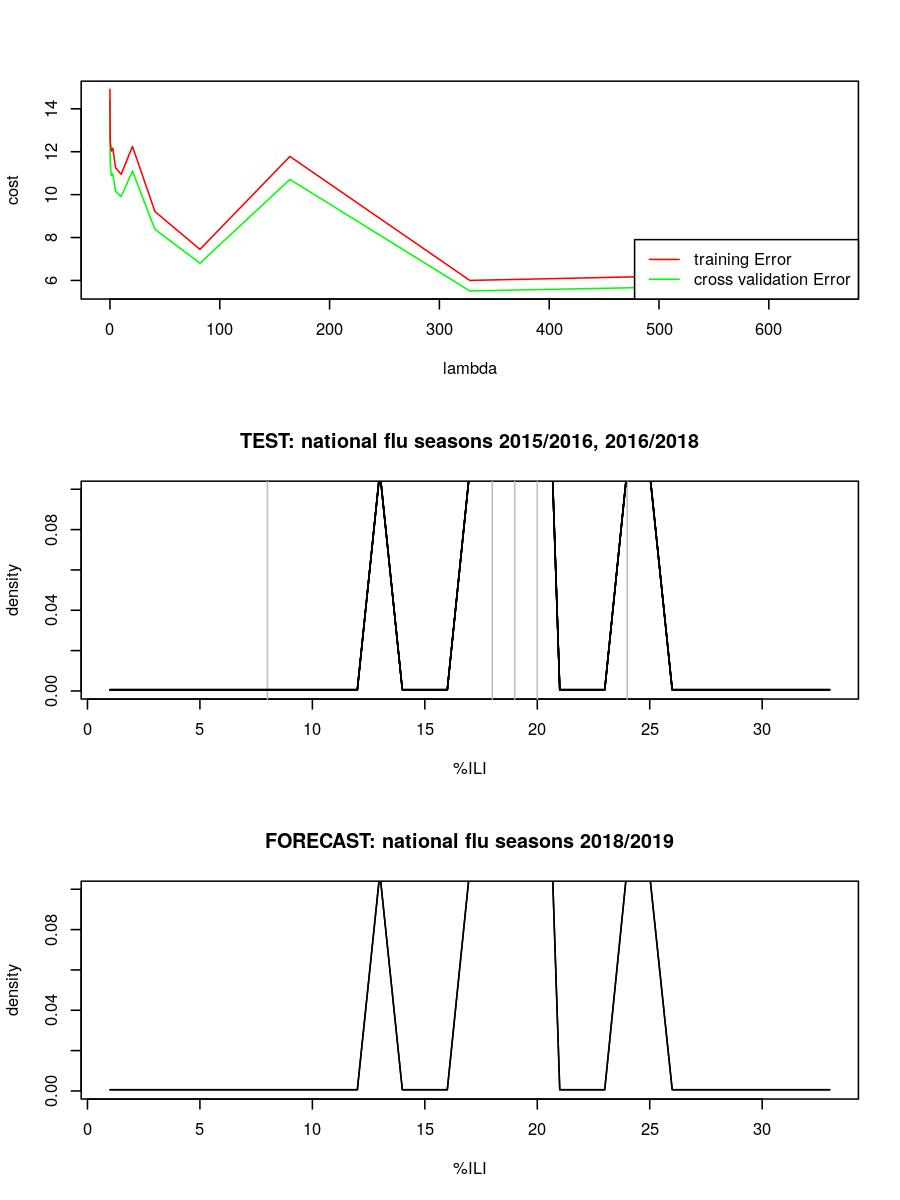 14
12
10
8
6
cost
training Error
cross validation Error
0 100 200 300 400 500 600
lambda
TEST: national flu seasons 2015/2016, 2016/2018
0.08
0.04
0.00
density
0 5 10 15 20 25 30
%ILI
FORECAST: national flu seasons 2018/2019
0.08
0.04
0.00
density
0 5 10 15 20 25 30
%ILI